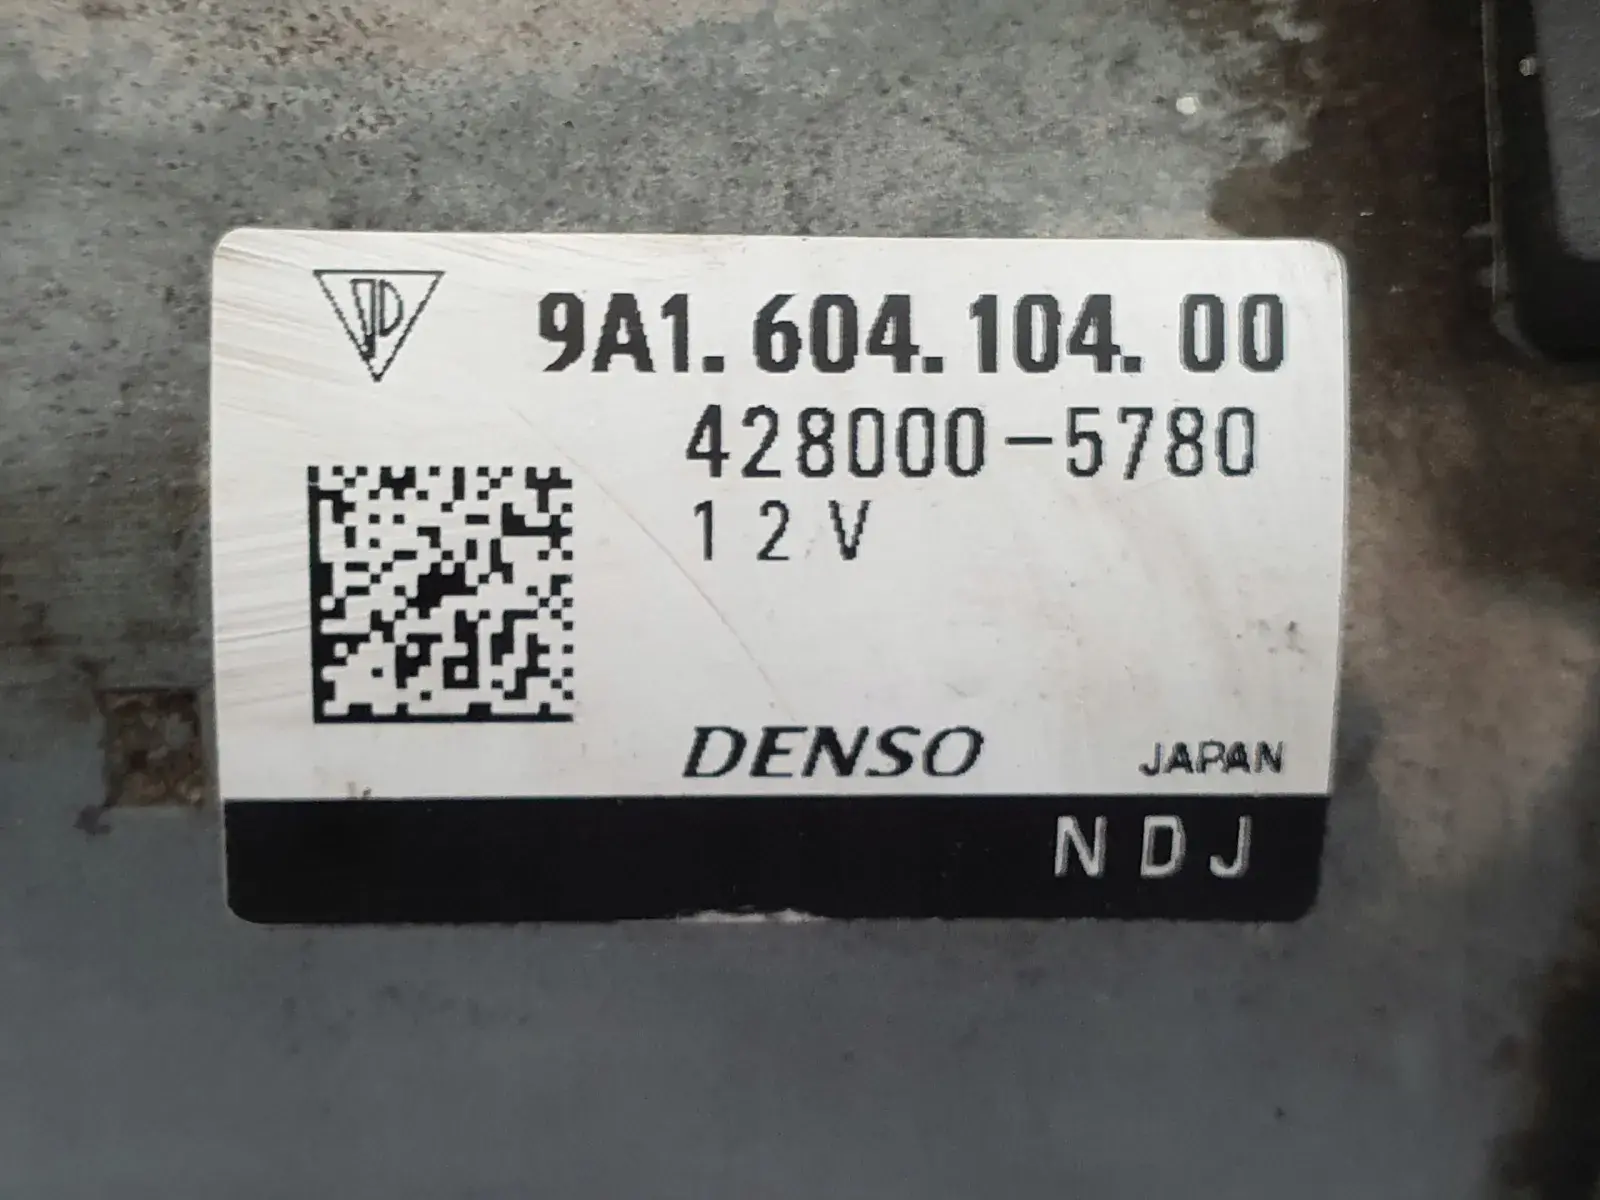 9A1.604.104.00
428000-5780
12V
DENSO
JAPAN
NDJ